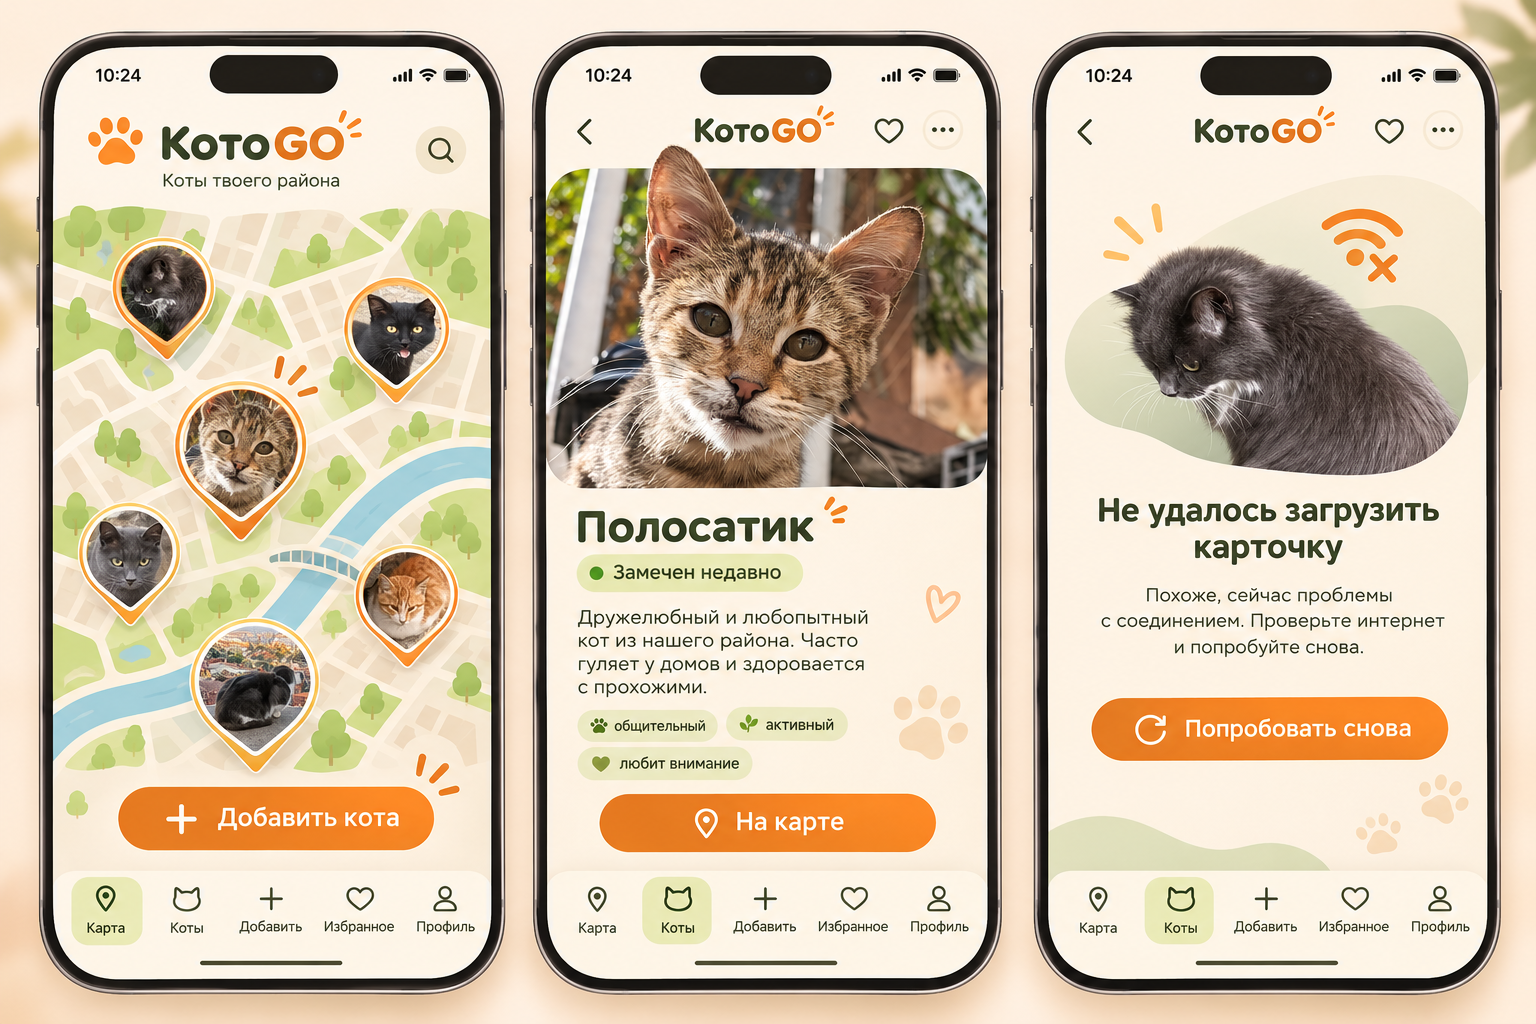 10:24
КотоGO
Коты твоего района
Добавить кота
Карта
Коты
Добавить
Избранное
Профиль
10:24
КотоGO
Полосатик
Замечен недавно
Дружелюбный и любопытный
кот из нашего района. Часто
гуляет у домов и здоровается
с прохожими.
общительный
активный
любит внимание
На карте
Карта
Коты
Добавить
Избранное
Профиль
10:24
КотоGO
Не удалось загрузить
карточку
Похоже, сейчас проблемы
с соединением. Проверьте интернет
и попробуйте снова.
Попробовать снова
Карта
Коты
Добавить
Избранное
Профиль